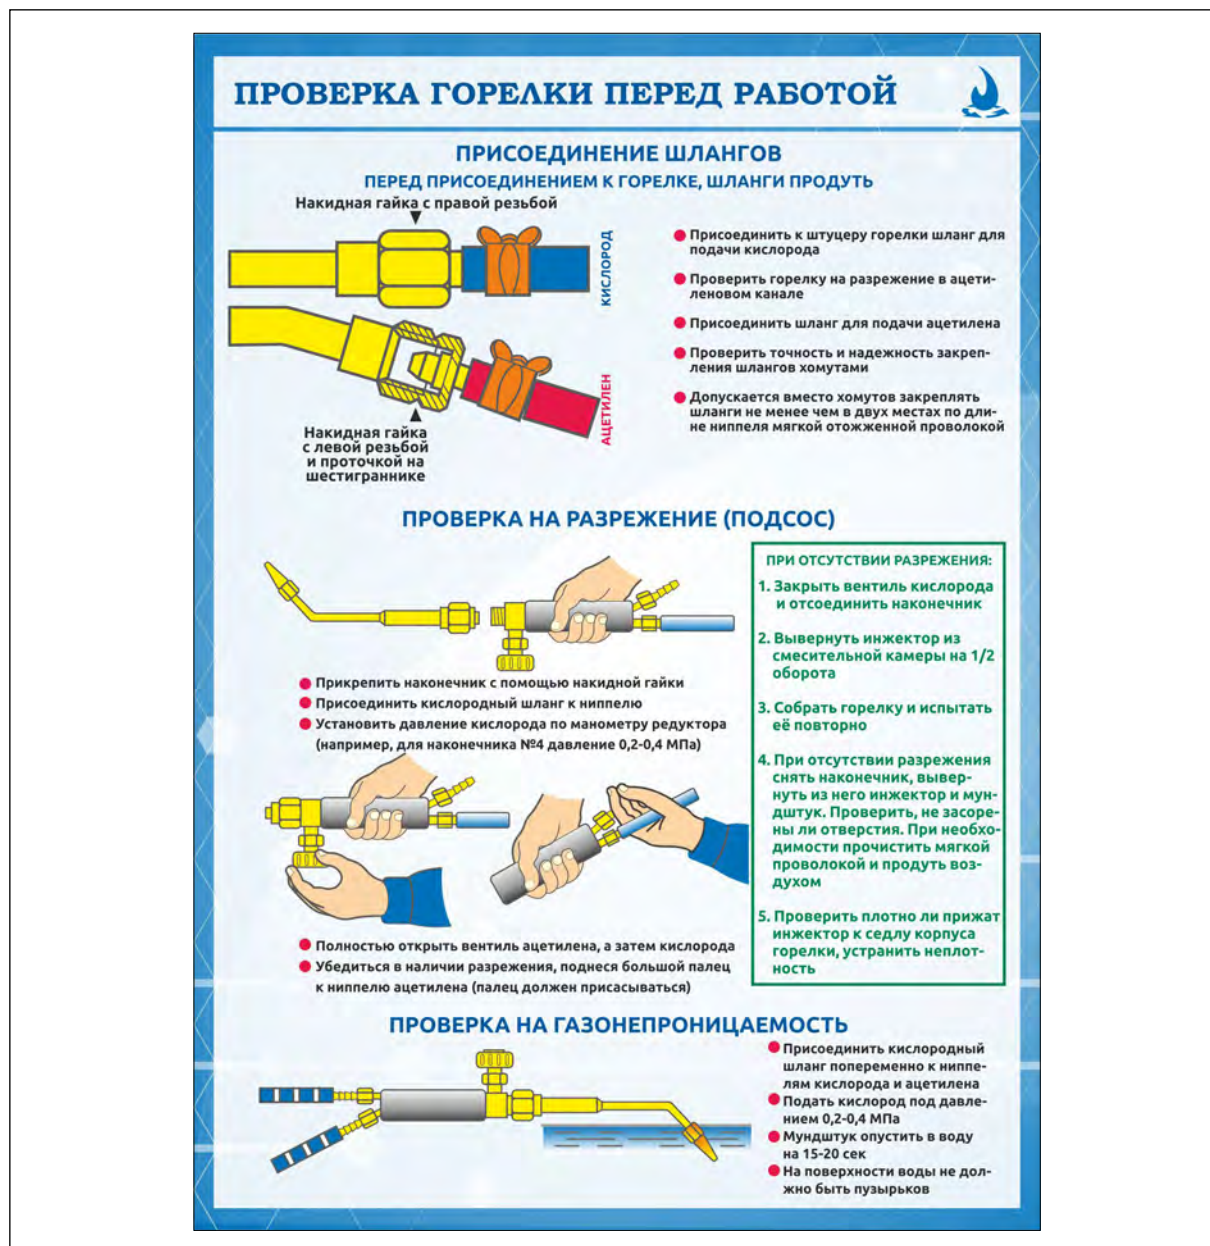 ПРОВЕРКА ГОРЕЛКИ ПЕРЕД РАБОТОЙ
ПРИСОЕДИНЕНИЕ ШЛАНГОВ
ПЕРЕД ПРИСОЕДИНЕНИЕМ К ГОРЕЛКЕ, ШЛАНГИ ПРОДУТЬ
Накидная гайка с правой резьбой
КИСЛОРОД
АЦЕТИЛЕН
Накидная гайка
с левой резьбой
и проточкой на
шестиграннике
Присоединить к штуцеру горелки шланг для
подачи кислорода
Проверить горелку на разрежение в ацети-
леновом канале
Присоединить шланг для подачи ацетилена
Проверить точность и надежность закреп-
ления шлангов хомутами
Допускается вместо хомутов закреплять
шланги не менее чем в двух местах по дли-
не ниппеля мягкой отожженной проволокой
ПРОВЕРКА НА РАЗРЕЖЕНИЕ (ПОДСОС)
Прикрепить наконечник с помощью накидной гайки
Присоединить кислородный шланг к ниппелю
Установить давление кислорода по манометру редуктора
(например, для наконечника №4 давление 0,2-0,4 МПа)
Полностью открыть вентиль ацетилена, а затем кислорода
Убедиться в наличии разрежения, поднеся большой палец
к ниппелю ацетилена (палец должен присасываться)
ПРИ ОТСУТСТВИИ РАЗРЕЖЕНИЯ:
1. Закрыть вентиль кислорода
и отсоединить наконечник
2. Вывернуть инжектор из
смесительной камеры на 1/2
оборота
3. Собрать горелку и испытать
её повторно
4. При отсутствии разрежения
снять наконечник, вывер-
нуть из него инжектор и мун-
дштук. Проверить, не засоре-
ны ли отверстия. При необхо-
димости прочистить мягкой
проволокой и продуть воз-
духом
5. Проверить плотно ли прижат
инжектор к седлу корпуса
горелки, устранить неплот-
ность
ПРОВЕРКА НА ГАЗОНЕПРОНИЦАЕМОСТЬ
Присоединить кислородный
шланг попеременно к ниппе-
лям кислорода и ацетилена
Подать кислород под давле-
нием 0,2-0,4 МПа
Мундштук опустить в воду
на 15-20 сек
На поверхности воды не дол-
жно быть пузырьков